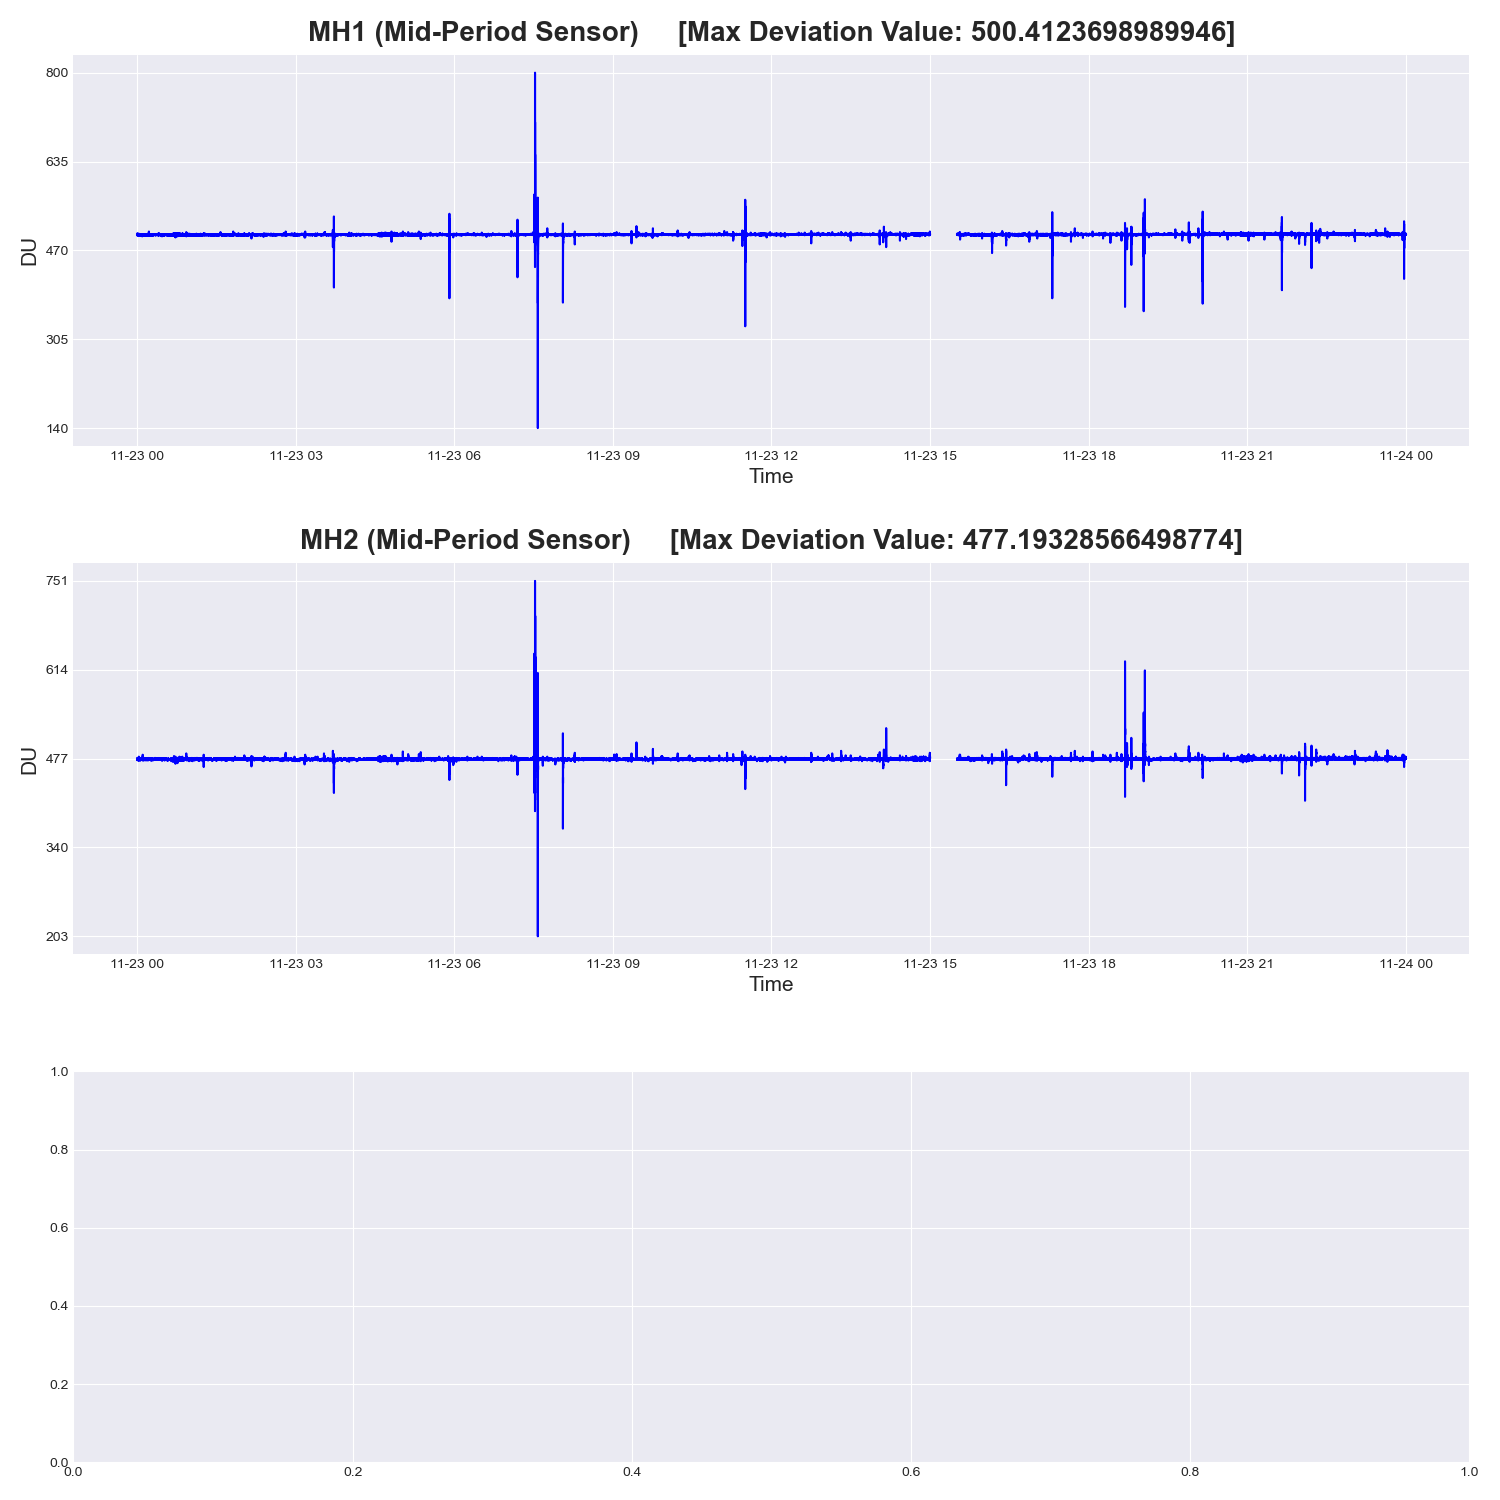 MH1 (Mid-Period Sensor) [Max Deviation Value: 500.4123698989946]
800
635
470
305
140
DU
11-23 00 11-23 03 11-23 06 11-23 09 11-23 12 11-23 15 11-23 18 11-23 21 11-24 00
Time
MH2 (Mid-Period Sensor) [Max Deviation Value: 477.19328566498774]
751
614
477
340
203
DU
11-23 00 11-23 03 11-23 06 11-23 09 11-23 12 11-23 15 11-23 18 11-23 21 11-24 00
Time
1.0
0.8
0.6
0.4
0.2
0.0
0.0 0.2 0.4 0.6 0.8 1.0